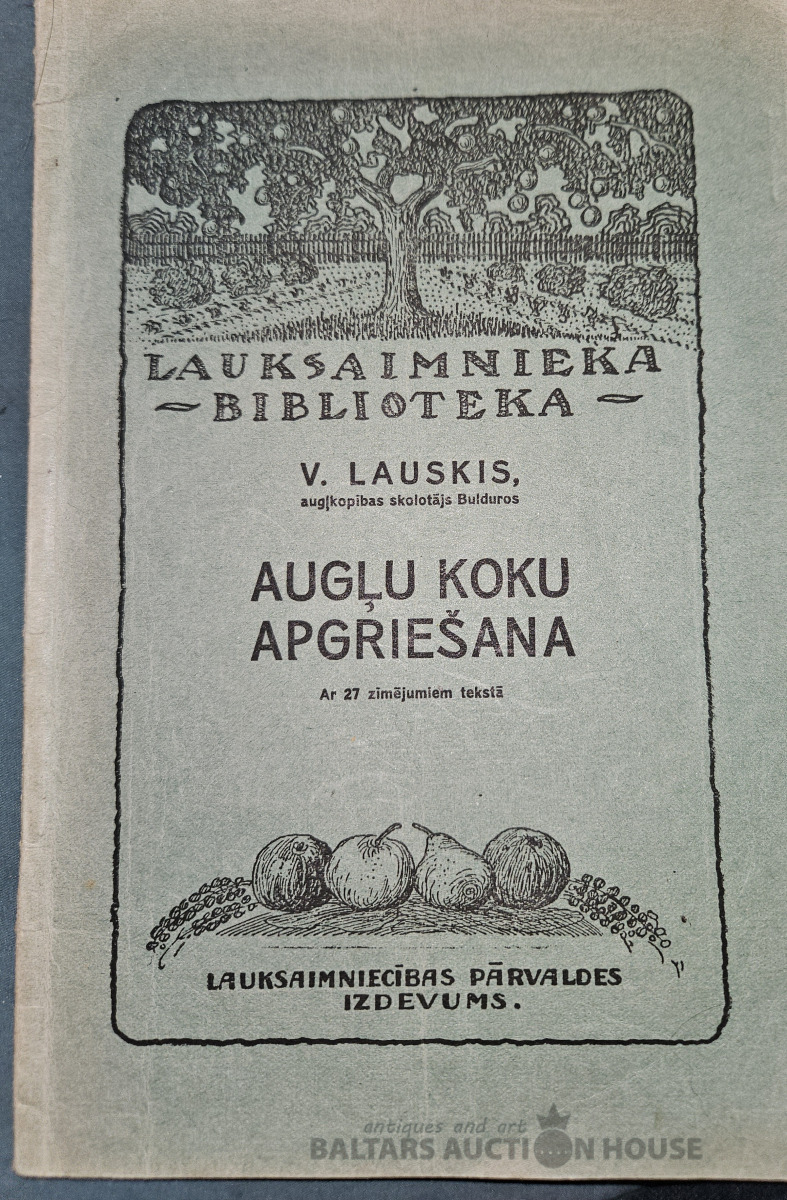 LAUKSAIMNIEKA
BIBLIOTEKA
V. LAUSKIS,
augļkopības skolotājs Bulduros
AUGĻU KOKU
APGRIEŠANA
Ar 27 zimējumiem tekstā
LAUKSAIMNIECĪBAS PĀRVALDES
IZDEVUMS.
antiques and art
BALTARS AUCTION HOUSE